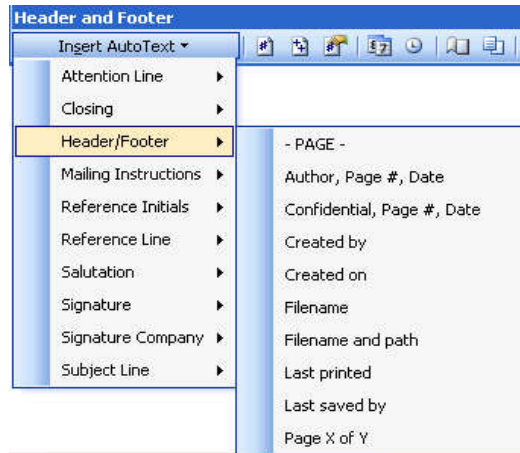 Header and Footer
Insert AutoText
Attention Line
Closing
Header/Footer
Mailing Instructions
Reference Initials
Reference Line
Salutation
Signature
Signature Company
Subject Line
- PAGE -
Author, Page #, Date
Confidential, Page #, Date
Created by
Created on
Filename
Filename and path
Last printed
Last saved by
Page X of Y